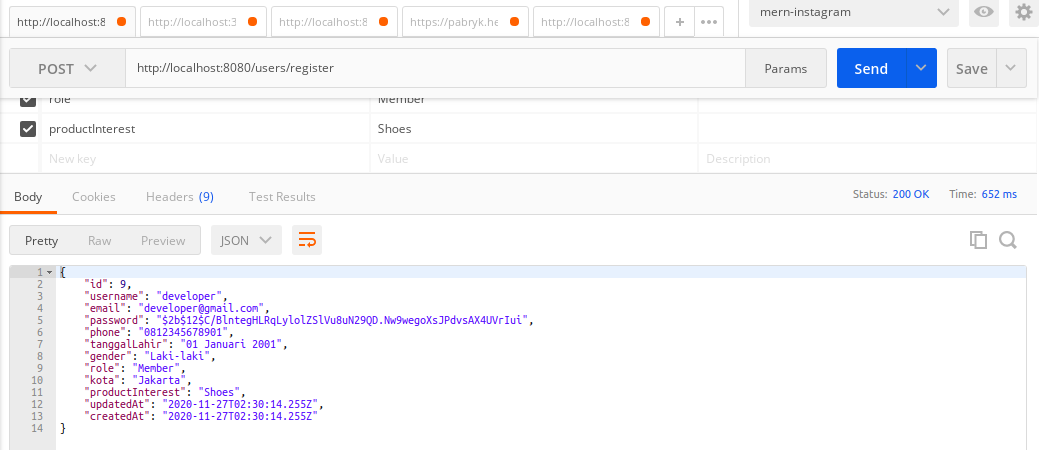 http://localhost:8 http://localhost:3 http://localhost:8 https://pabryk.he http://localhost:8 + ••• mern-instagram
POST http://localhost:8080/users/register Params Send Save
role Member
productInterest Shoes
New key Value Description
Body Cookies Headers (9) Test Results Status: 200 OK Time: 652 ms
Pretty Raw Preview JSON
1 {
2 "id": 9,
3 "username": "developer",
4 "email": "developer@gmail.com",
5 "password": "$2b$12$C/BlntegHLRqLylolZSlVu8uN29QD.Nw9wegoXsJPdvsAX4UVrIui",
6 "phone": "0812345678901",
7 "tanggalLahir": "01 Januari 2001",
8 "gender": "Laki-laki",
9 "role": "Member",
10 "kota": "Jakarta",
11 "productInterest": "Shoes",
12 "updatedAt": "2020-11-27T02:30:14.255Z",
13 "createdAt": "2020-11-27T02:30:14.255Z"
14 }